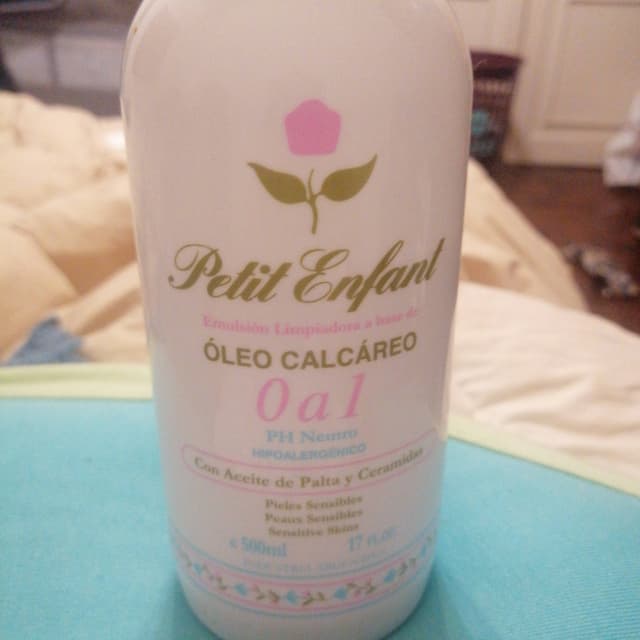 Petit Enfant
Emulsión Limpiadora a base de:
ÓLEO CALCÁREO
0 a 1
PH Neutro
HIPOALERGÉNICO
Con Aceite de Palta y Ceramidas
Pieles Sensibles
Peaux Sensibles
Sensitive Skins
e 500ml 17 fl.oz